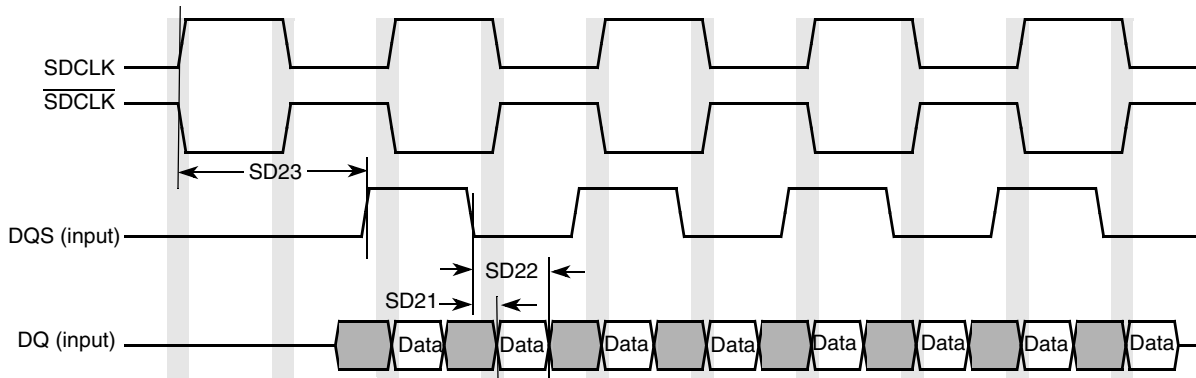 SDCLK
SDCLK
SD23
DQS (input)
SD22
SD21
DQ (input)
Data
Data
Data
Data
Data
Data
Data
Data